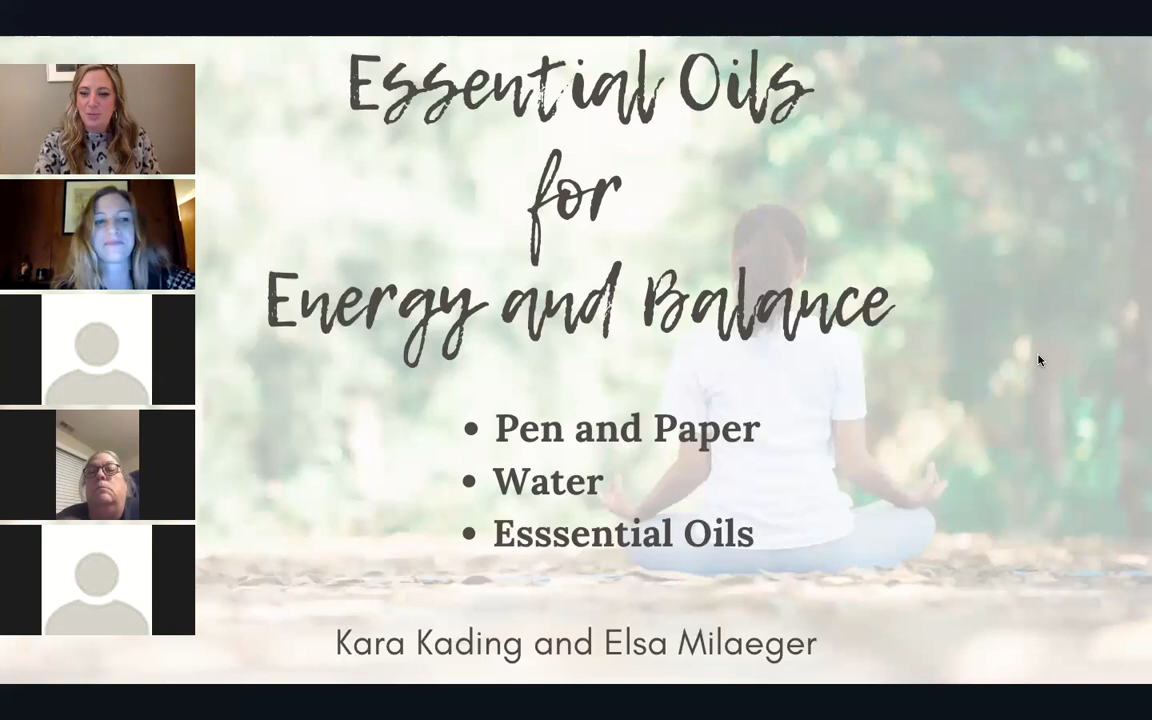 Essential Oils
for
Energy and Balance
• Pen and Paper
• Water
• Esssential Oils
Kara Kading and Elsa Milaeger